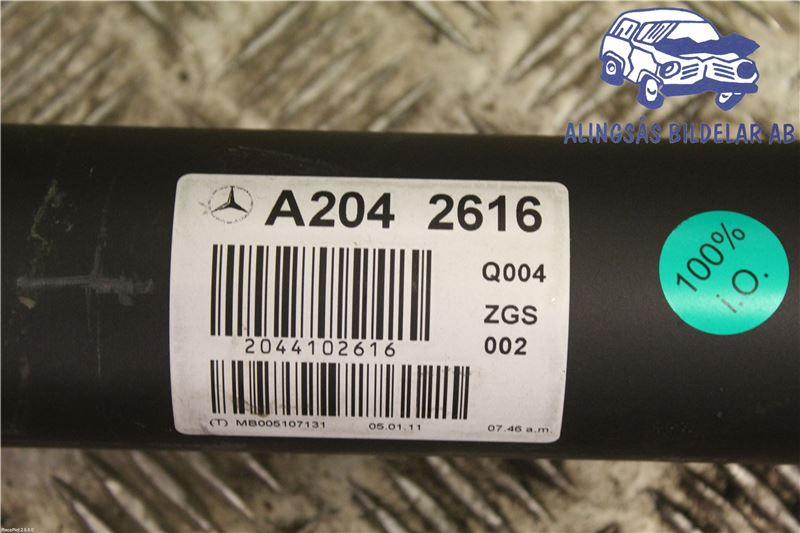 ALINGSÅS BILDELAR AB
A204 2616
Q004
ZGS
002
2044102616
(T) MB005107131 05.01.11 07.46 a.m.
100%
i.O.